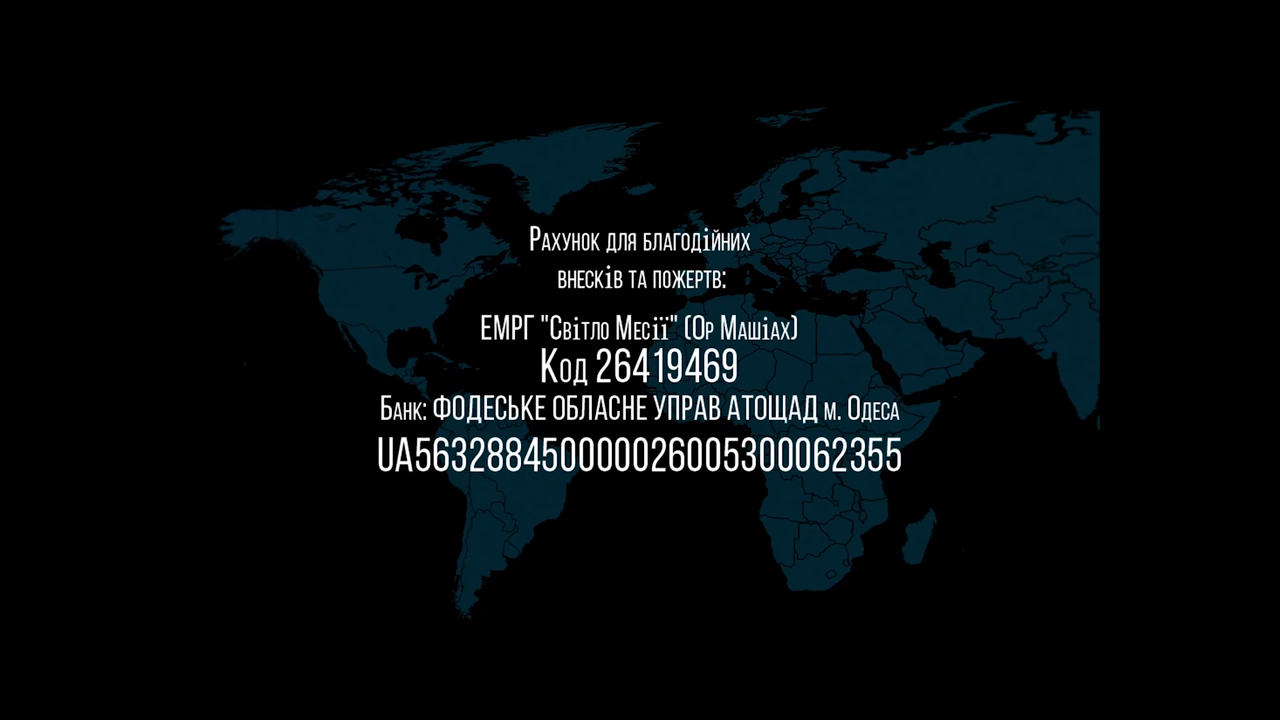 Рахунок для благодійних
внесків та пожертв:
ЕМРГ "Світло Месії" (Ор Машіах)
Код 26419469
Банк: ФОДЕСЬКЕ ОБЛАСНЕ УПРАВ АТОЩАД м. Одеса
UA563288450000026005300062355